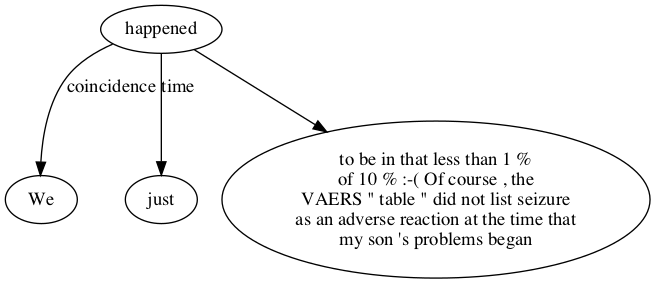 happened
coincidence time
We
just
to be in that less than 1 %
of 10 % :-( Of course , the
VAERS " table " did not list seizure
as an adverse reaction at the time that
my son 's problems began